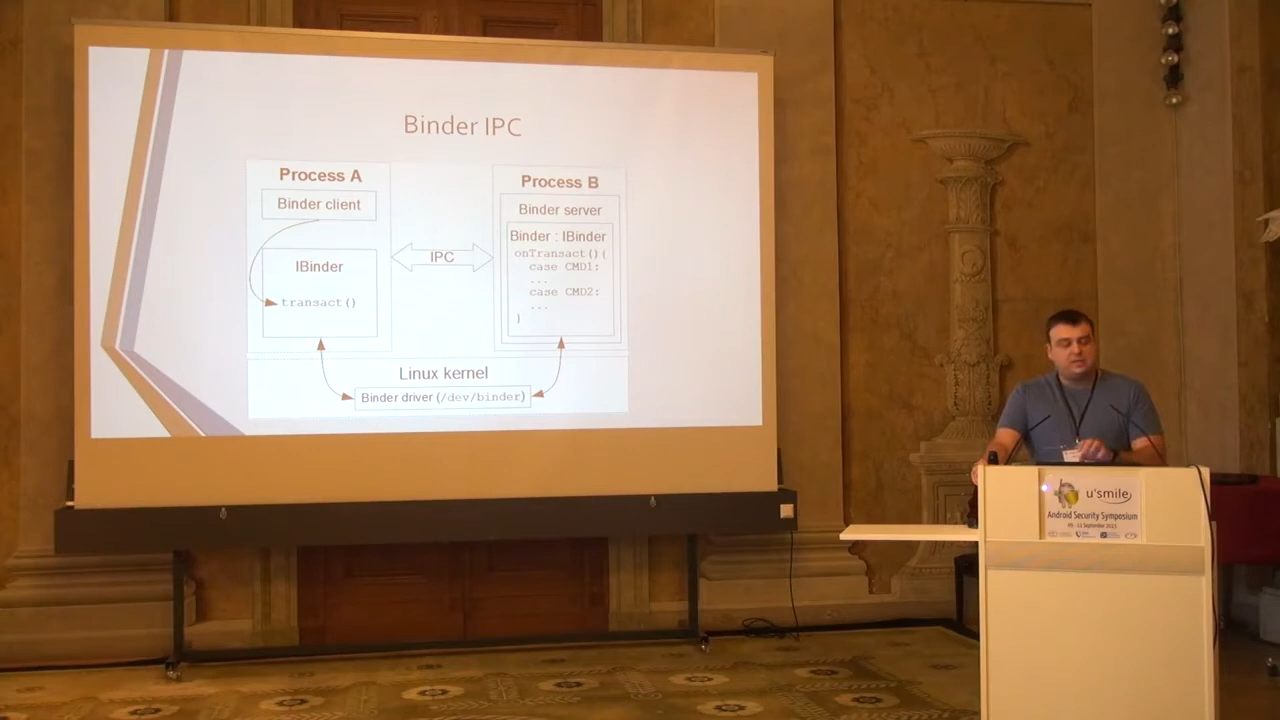 Binder IPC
Process A
Binder client
IBinder
transact()
IPC
Process B
Binder server
Binder : IBinder
onTransact(){
case CMD1:
...
case CMD2:
...
}
Linux kernel
Binder driver (/dev/binder)
u'smile
Android Security Symposium